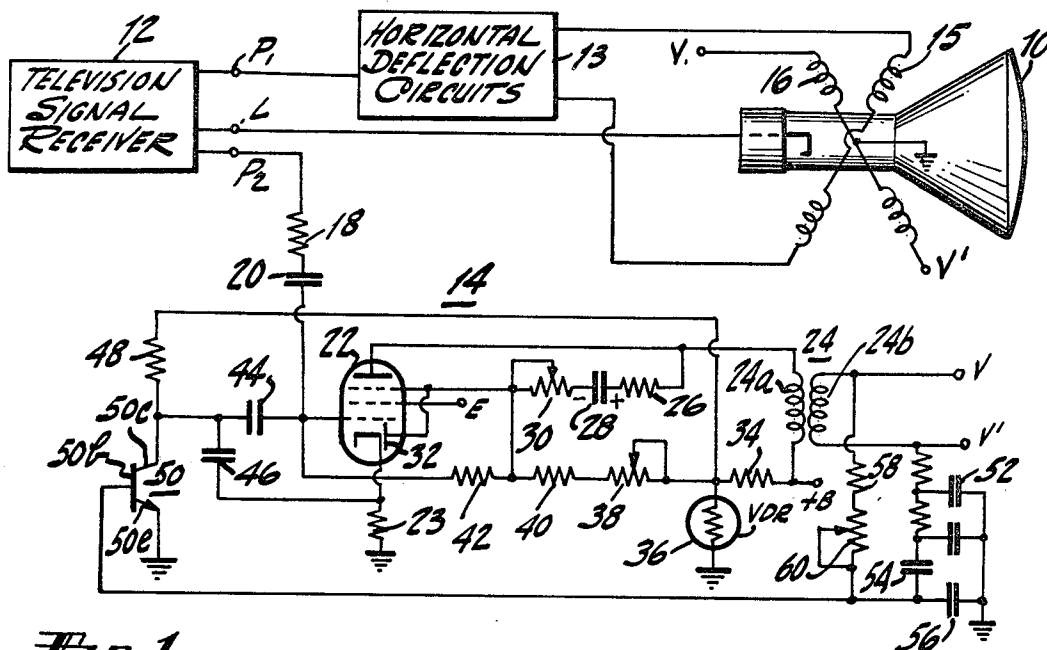 12
TELEVISION
SIGNAL
RECEIVER
P₁
L
P₂
HORIZONTAL
DEFLECTION
CIRCUITS
13
V.
16
15
10
V'
18
20
14
48
44
22
30
28
- +
26
24
24a
24b
V
V'
E
50c
50b
50
50e
46
32
23
42
40
38
34
+B
VDR
36
58
60
52
54
56
Fig. 1